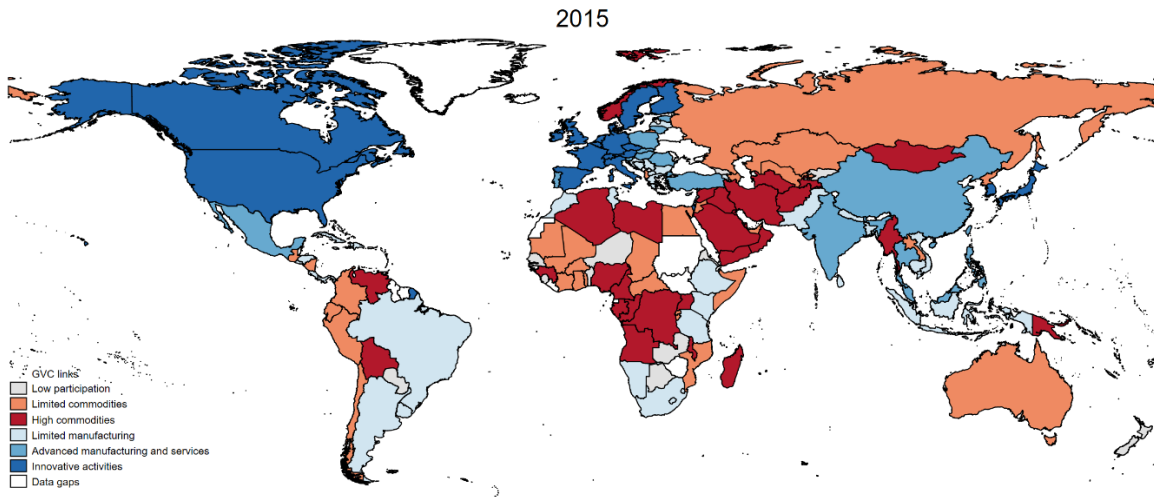 2015
GVC links
Low participation
Limited commodities
High commodities
Limited manufacturing
Advanced manufacturing and services
Innovative activities
Data gaps